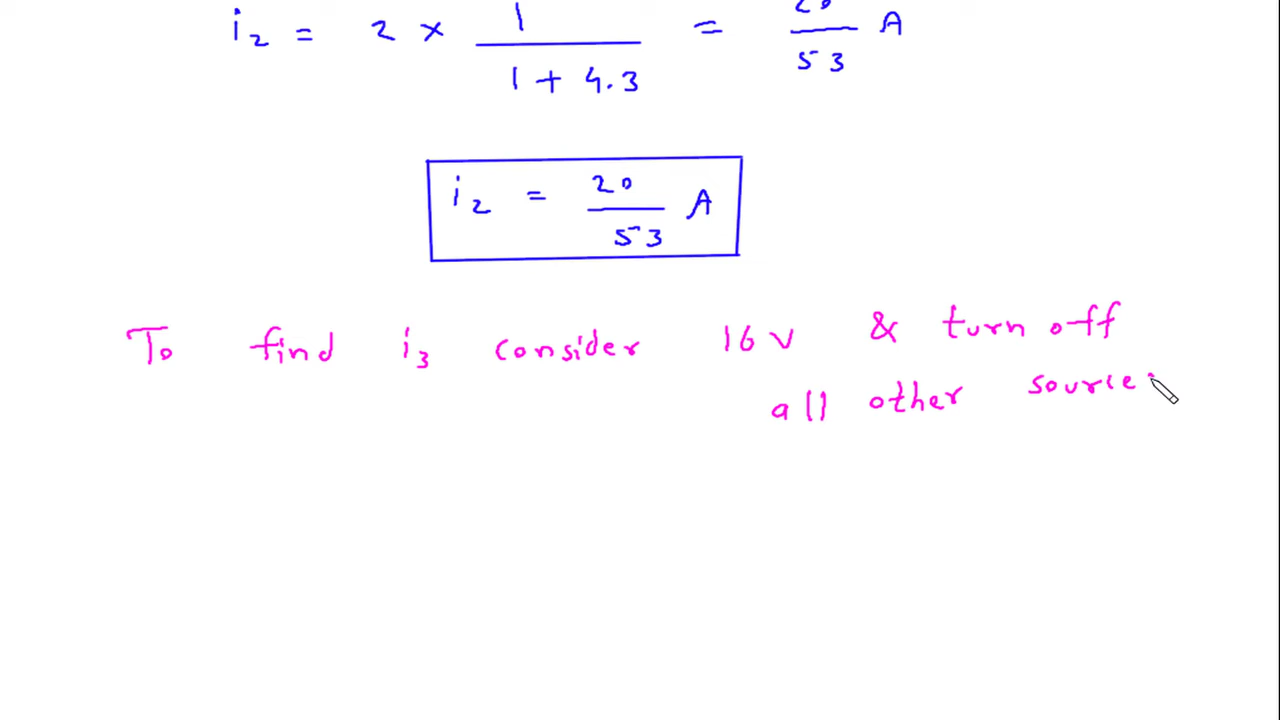 i₂ = 2 × 1 / (1 + 4.3) = 20 / 53 A
i₂ = 20 / 53 A
To find i₃ consider 16V & turn off
all other source